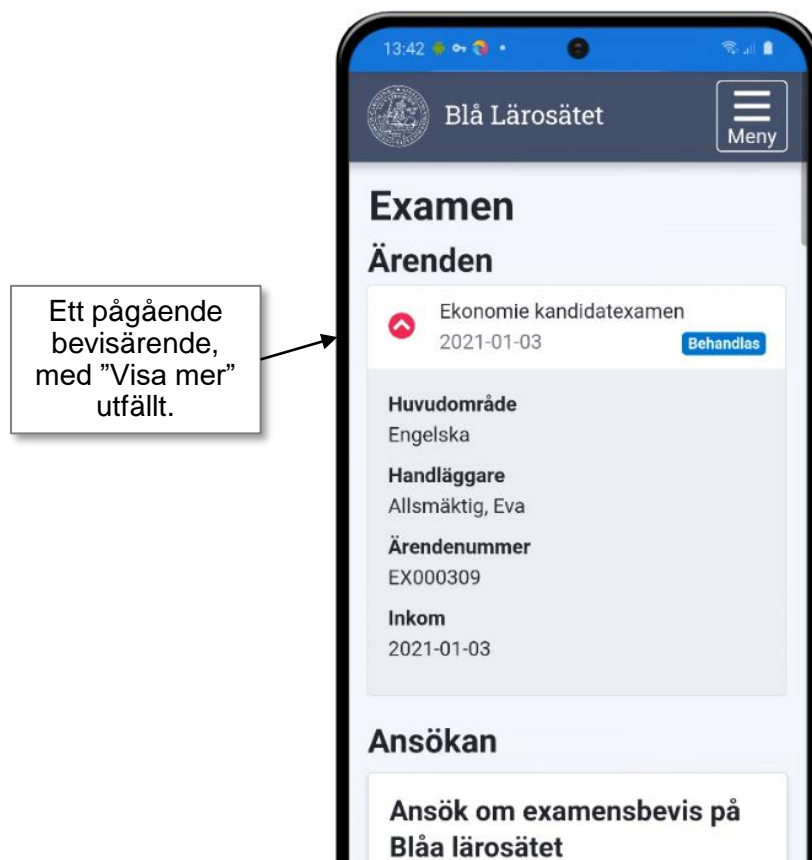 13:42
Blå Lärosätet
Meny
Examen
Ärenden
Ett pågående
bevisärende,
med ”Visa mer”
utfällt.
Ekonomie kandidatexamen
2021-01-03
Behandlas
Huvudområde
Engelska
Handläggare
Allsmäktig, Eva
Ärendenummer
EX000309
Inkom
2021-01-03
Ansökan
Ansök om examensbevis på
Blåa lärosätet